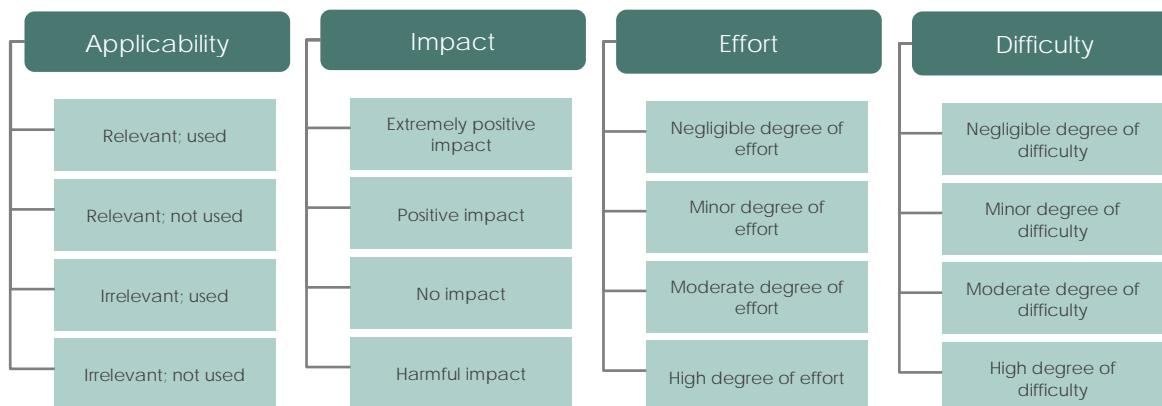 Applicability
Relevant; used
Relevant; not used
Irrelevant; used
Irrelevant; not used
Impact
Extremely positive
impact
Positive impact
No impact
Harmful impact
Effort
Negligible degree of
effort
Minor degree of
effort
Moderate degree of
effort
High degree of effort
Difficulty
Negligible degree of
difficulty
Minor degree of
difficulty
Moderate degree of
difficulty
High degree of
difficulty